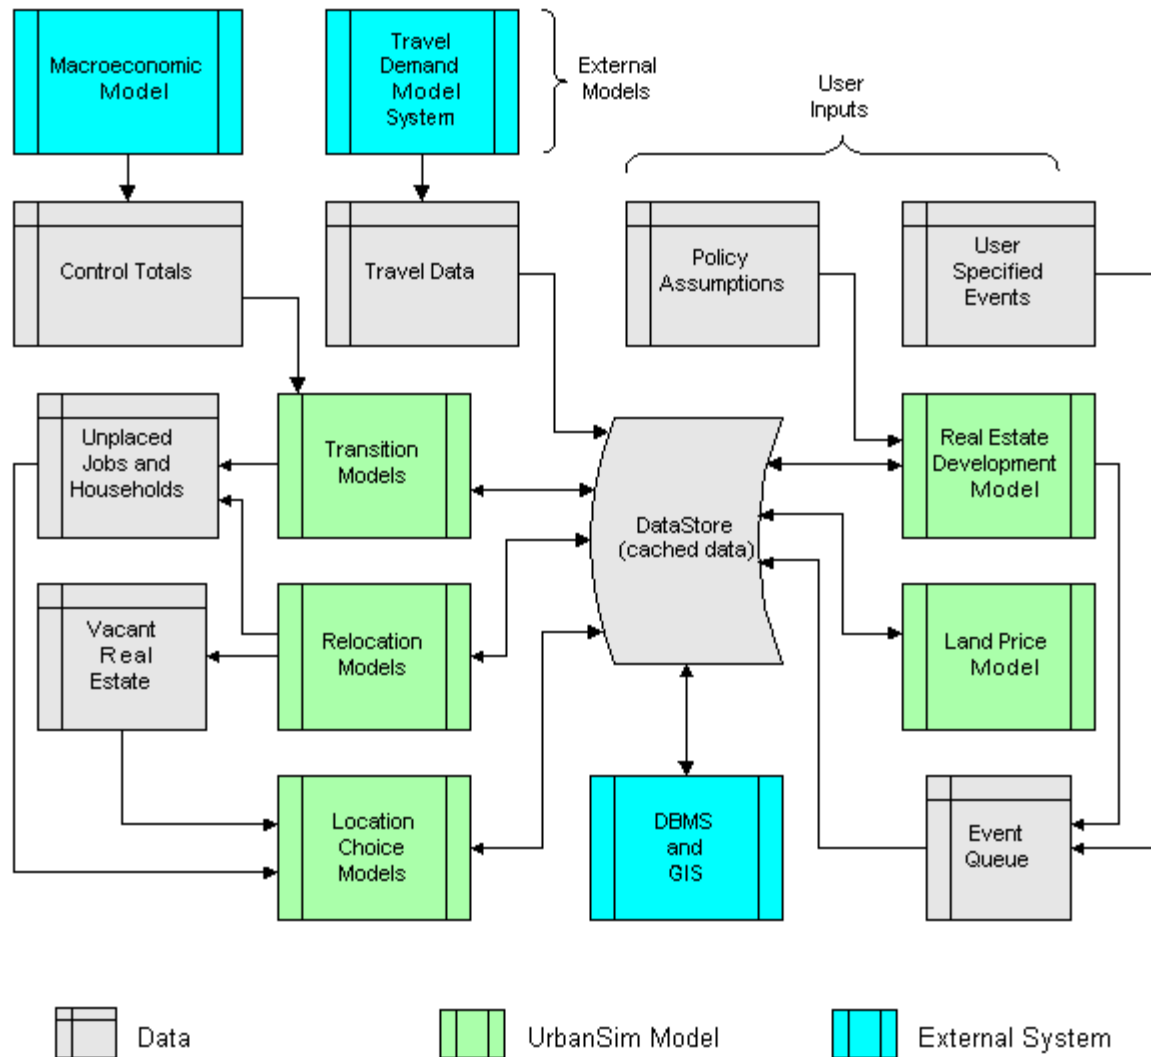 Macroeconomic
Model
Travel
Demand
Model
System
External
Models
User
Inputs
Control Totals
Travel Data
Policy
Assumptions
User
Specified
Events
Unplaced
Jobs and
Households
Transition
Models
DataStore
(cached data)
Real Estate
Development
Model
Vacant
Real
Estate
Relocation
Models
Land Price
Model
Location
Choice
Models
DBMS
and
GIS
Event
Queue
Data
UrbanSim Model
External System